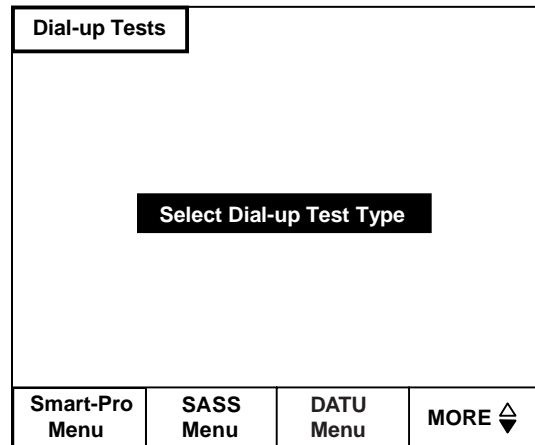 Dial-up Tests
Select Dial-up Test Type
Smart-Pro
Menu
SASS
Menu
DATU
Menu
MORE